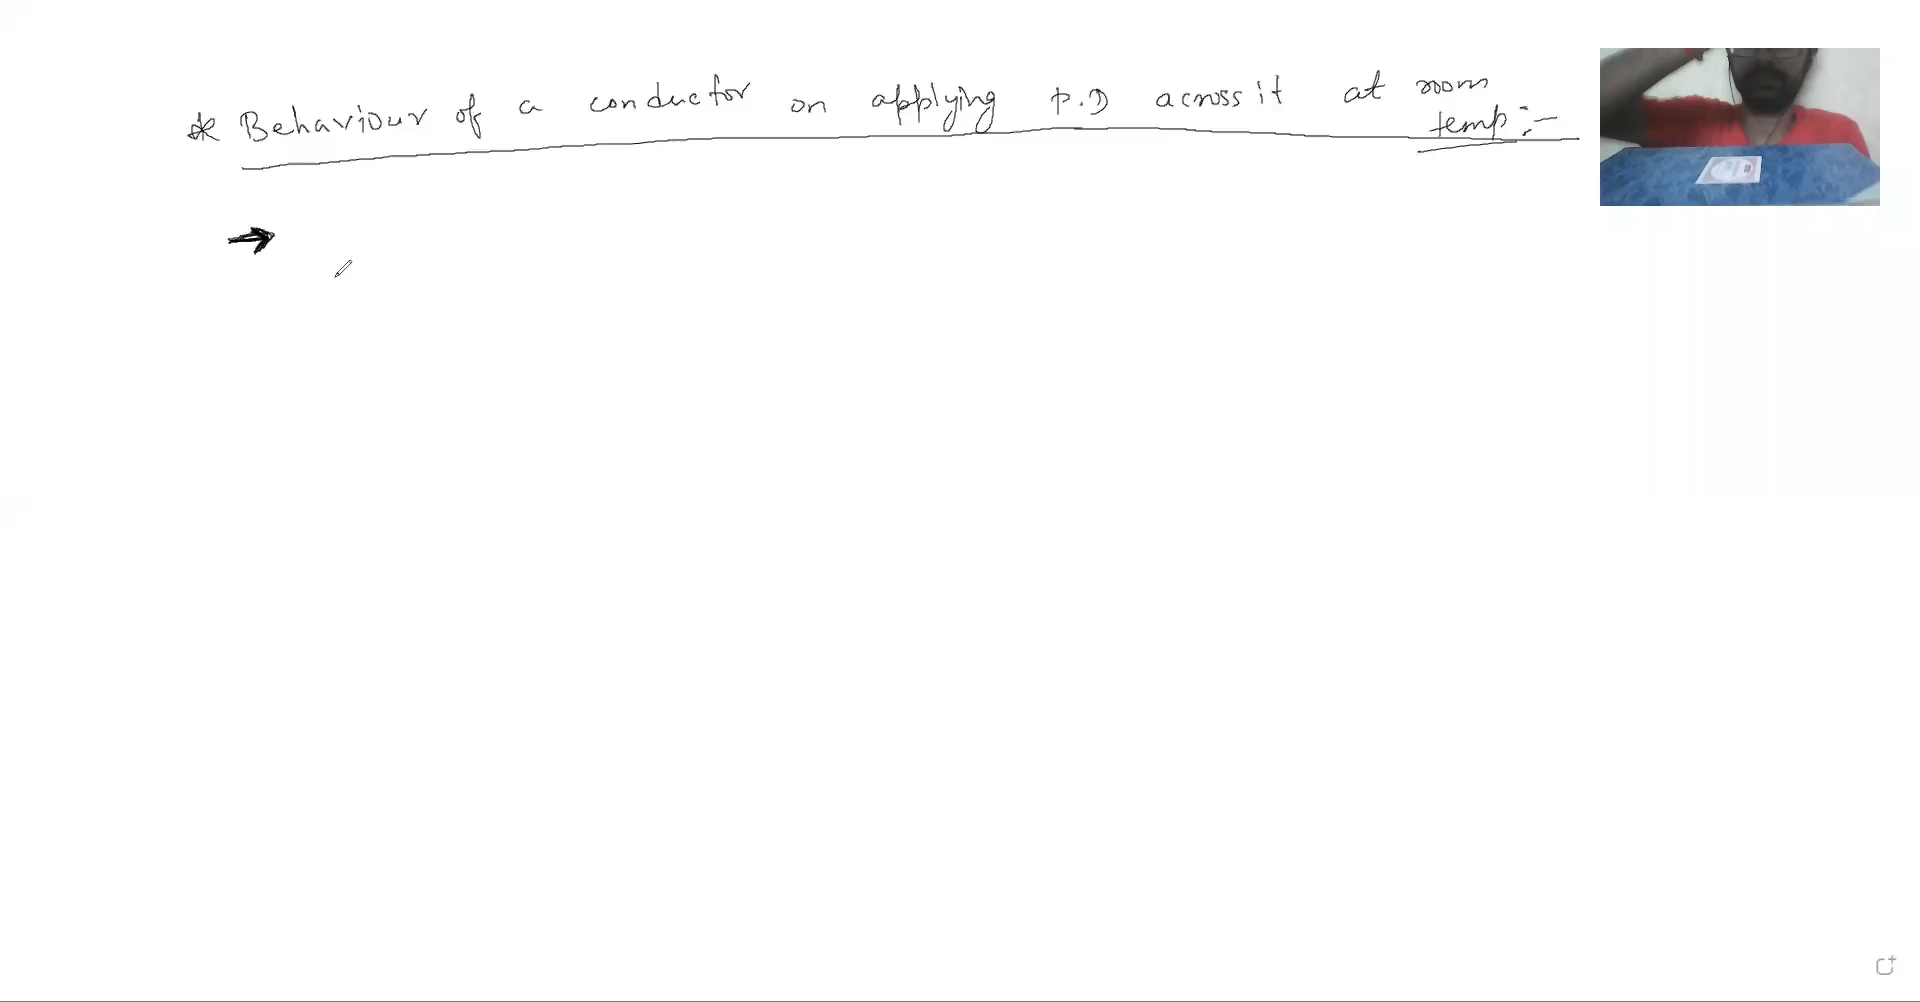 * Behaviour of a conductor on applying p.D across it at room
temp :-
→